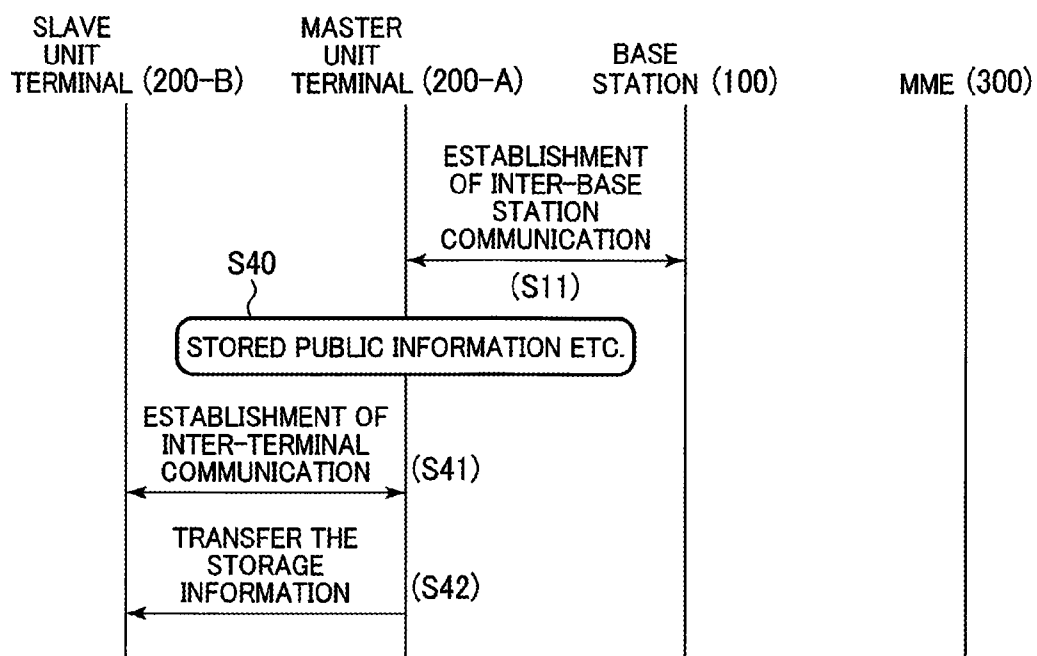 SLAVE
UNIT
TERMINAL (200-B)
MASTER
UNIT
TERMINAL (200-A)
BASE
STATION (100)
MME (300)
ESTABLISHMENT
OF INTER-BASE
STATION
COMMUNICATION
(S11)
S40
STORED PUBLIC INFORMATION ETC.
ESTABLISHMENT OF
INTER-TERMINAL
COMMUNICATION
(S41)
TRANSFER THE
STORAGE
INFORMATION
(S42)